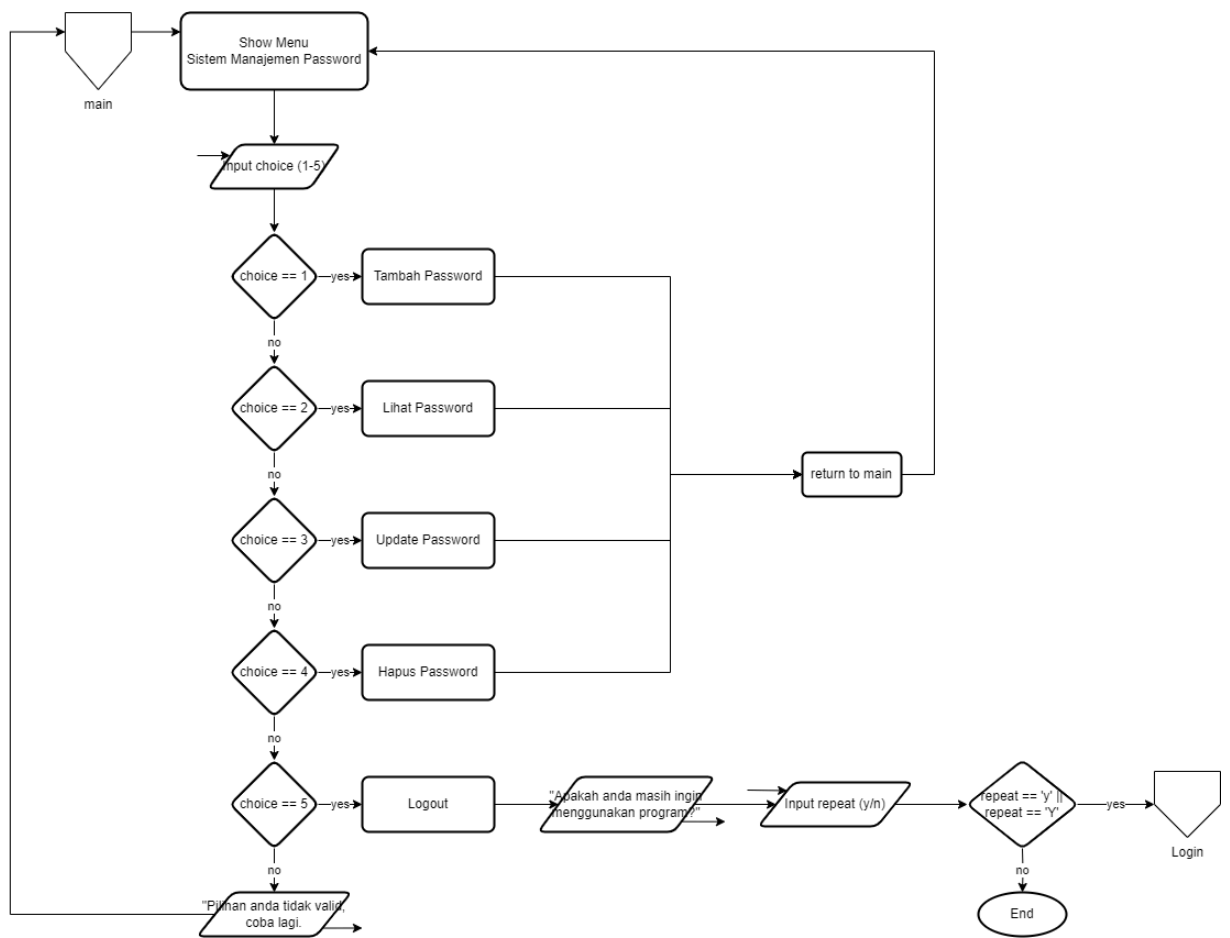 Show Menu
Sistem Manajemen Password
main
Input choice (1-5)
choice == 1
yes
Tambah Password
no
choice == 2
yes
Lihat Password
no
return to main
choice == 3
yes
Update Password
no
choice == 4
yes
Hapus Password
no
choice == 5
yes
Logout
"Apakah anda masih ingin
menggunakan program?"
Input repeat (y/n)
repeat == 'y' ||
repeat == 'Y'
yes
Login
no
no
"Pilihan anda tidak valid,
coba lagi.
End